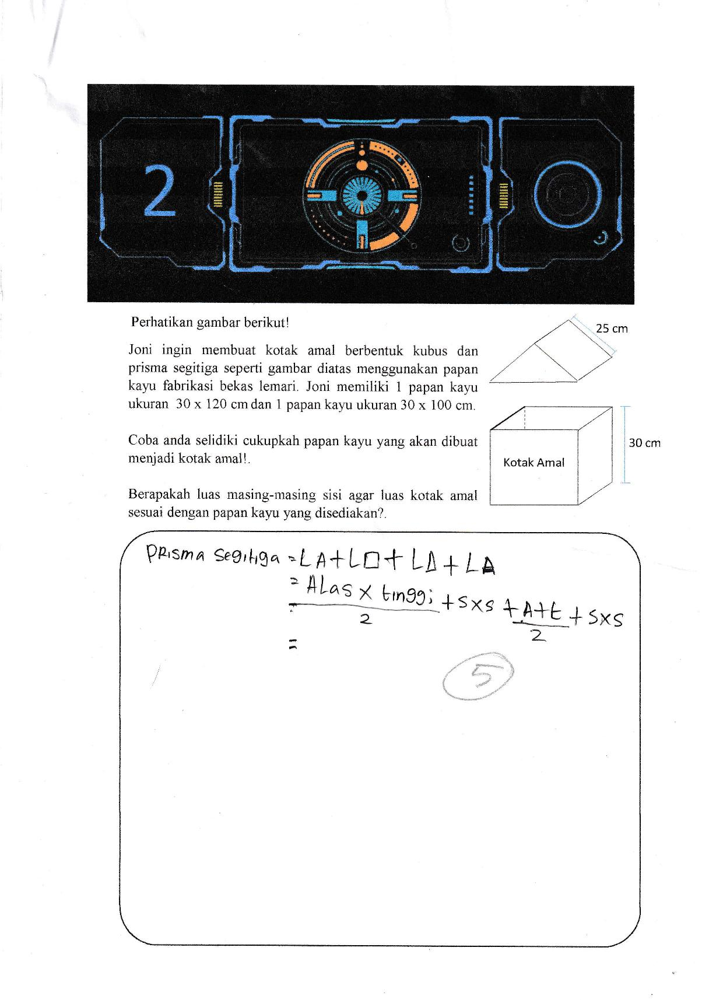 2
Perhatikan gambar berikut!
25 cm
Joni ingin membuat kotak amal berbentuk kubus dan
prisma segitiga seperti gambar diatas menggunakan papan
kayu fabrikasi bekas lemari. Joni memiliki 1 papan kayu
ukuran 30 x 120 cm dan 1 papan kayu ukuran 30 x 100 cm.
Coba anda selidiki cukupkah papan kayu yang akan dibuat
menjadi kotak amal!.
30 cm
Kotak Amal
Berapakah luas masing-masing sisi agar luas kotak amal
sesuai dengan papan kayu yang disediakan?.
PRisma segitiga = L∆ + L□ + L∆ + L∆
= ALas x tinggi + s x s + A + t + s x s
2 2
=
5